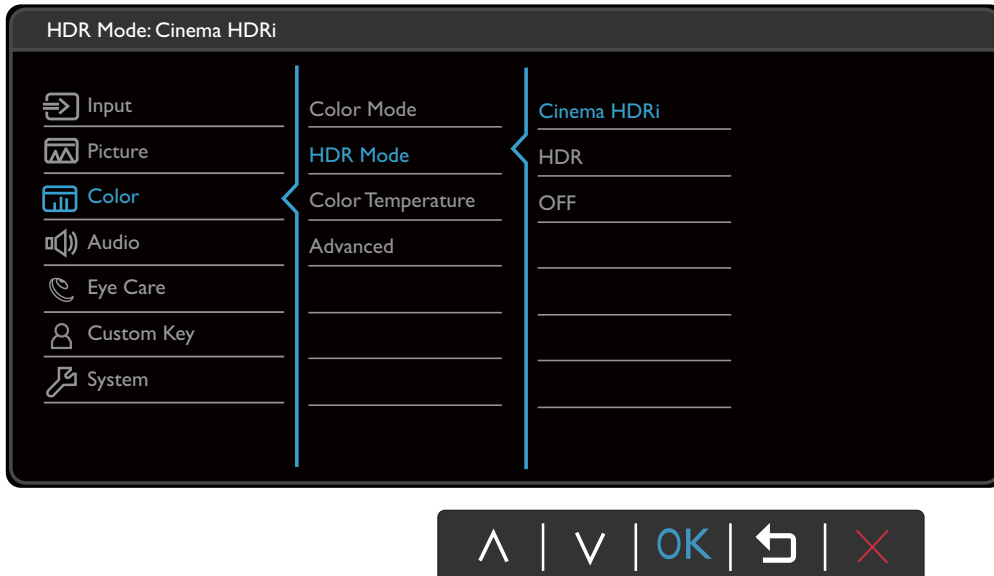 HDR Mode: Cinema HDRi
Input
Picture
Color
Audio
Eye Care
Custom Key
System
Color Mode
HDR Mode
Color Temperature
Advanced
Cinema HDRi
HDR
OFF
OK